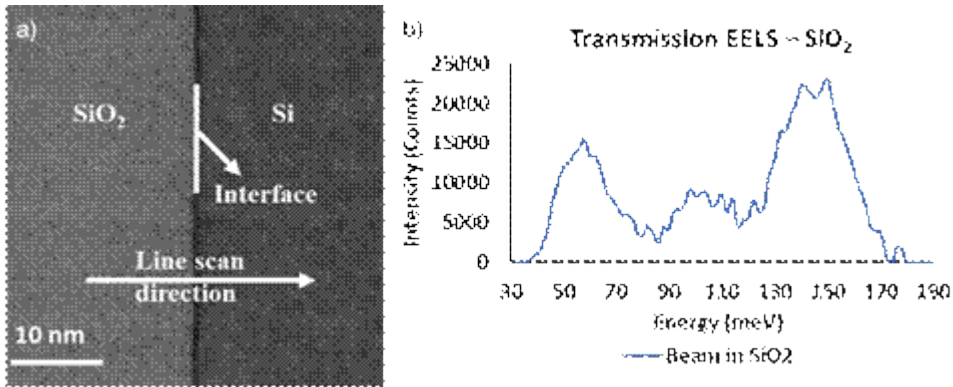 a)
SiO₂
Si
Interface
Line scan
direction
10 nm
b)
Transmission EELS – SiO₂
Intensity (Counts)
25000
20000
15000
10000
5000
0
30 50 70 90 110 130 150 170 190
Energy (meV)
Beam in SiO2